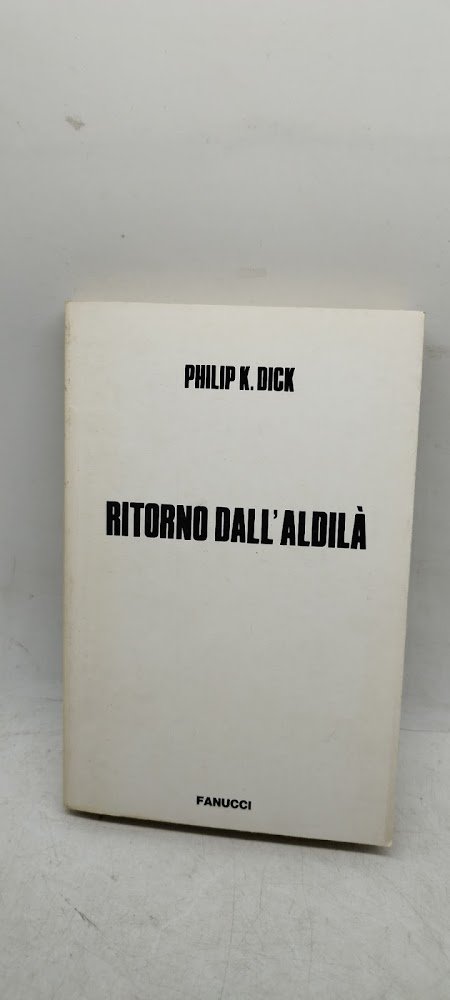 PHILIP K. DICK
RITORNO DALL'ALDILÀ
FANUCCI